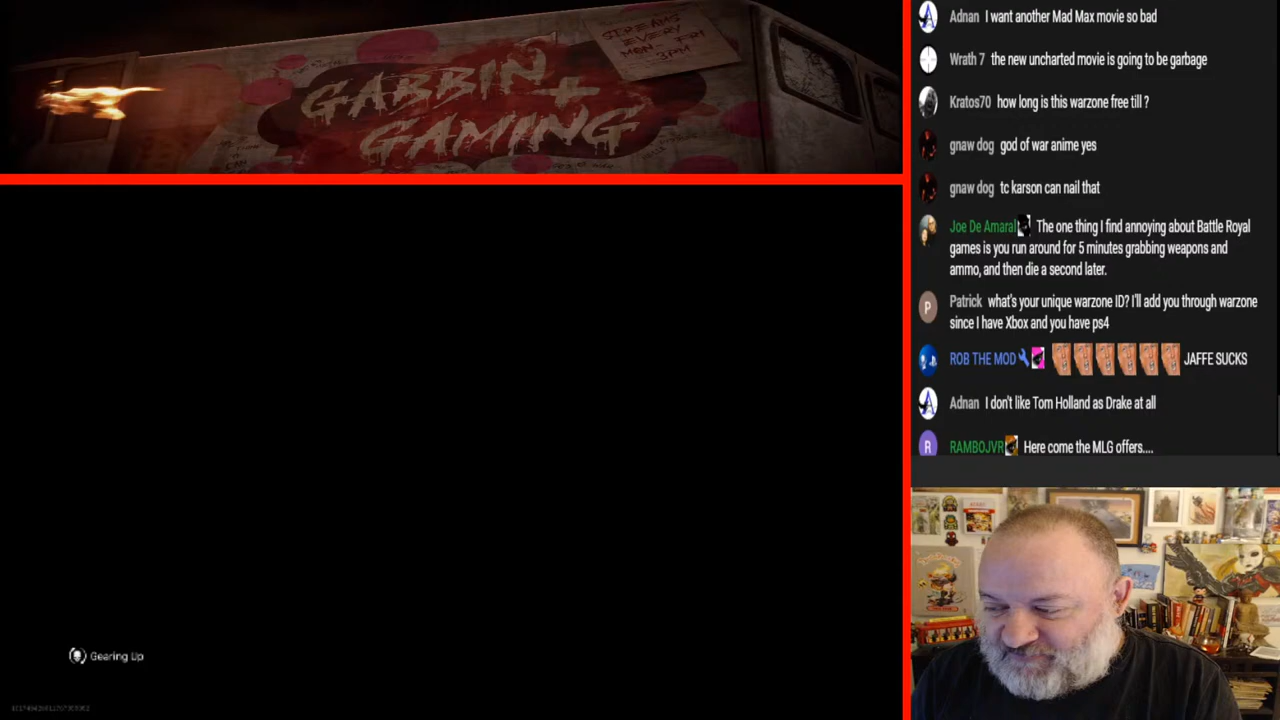 STREAMS
EVERY
MON + FRI
3PM
GABBIN
+
GAMING
Gearing Up
Adnan I want another Mad Max movie so bad
Wrath 7 the new uncharted movie is going to be garbage
Kratos70 how long is this warzone free till ?
gnaw dog god of war anime yes
gnaw dog tc karson can nail that
Joe De Amaral The one thing I find annoying about Battle Royal
games is you run around for 5 minutes grabbing weapons and
ammo, and then die a second later.
P
Patrick what's your unique warzone ID? I'll add you through warzone
since I have Xbox and you have ps4
ROB THE MOD JAFFE SUCKS
Adnan I don't like Tom Holland as Drake at all
R
RAMBOJVR Here come the MLG offers....